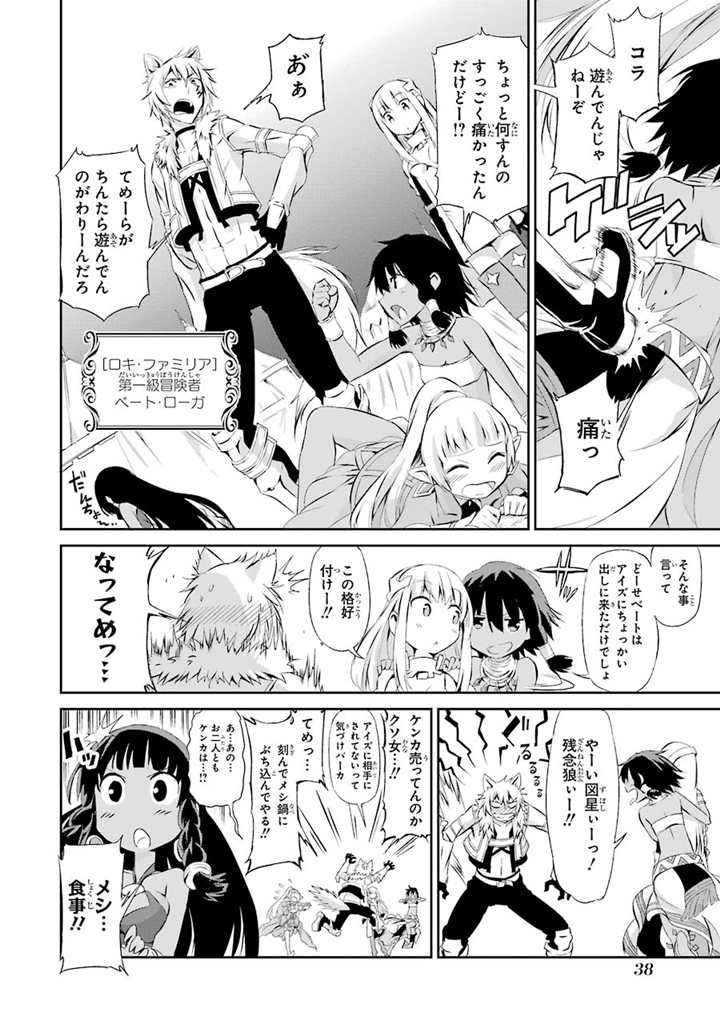 コラ
遊んでんじゃ
ねーぞ
ゲラッ
痛っ
ちょっと何すんの
すっごく痛かったん
だけどー!?
あ゛ぁ
てめーらが
ちんたら遊んでん
のがわりーんだろ
[ロキ・ファミリア]
第一級冒険者
ベート・ローガ
だんちょ〜…
そんな事
言って
どーせベートは
アイズにちょっかい
出しに来ただけでしょ
この格好
付けー!!
なってめっ…
やーい図星ぃーっ!
残念狼ぃー!!
るるるる
ケンカ売ってんのか
クソ女…!!
アイズに相手に
されてないって
気づけバーカ
てめっ…
刻んでメシ鍋に
ぶち込んでやる!!
あ…あの…
お二人とも
ケンカは…!?
メシ…
食事!!
38